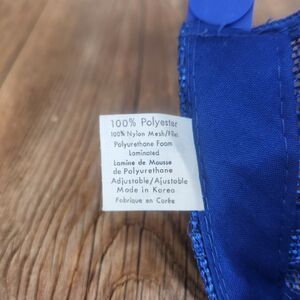 100% Polyester
100% Nylon Mesh/Filet
Polyurethane Foam
Laminated
Lamine de Mousse
de Polyurethane
Adjustable/Ajustable
Made in Korea
Fabrique en Corée